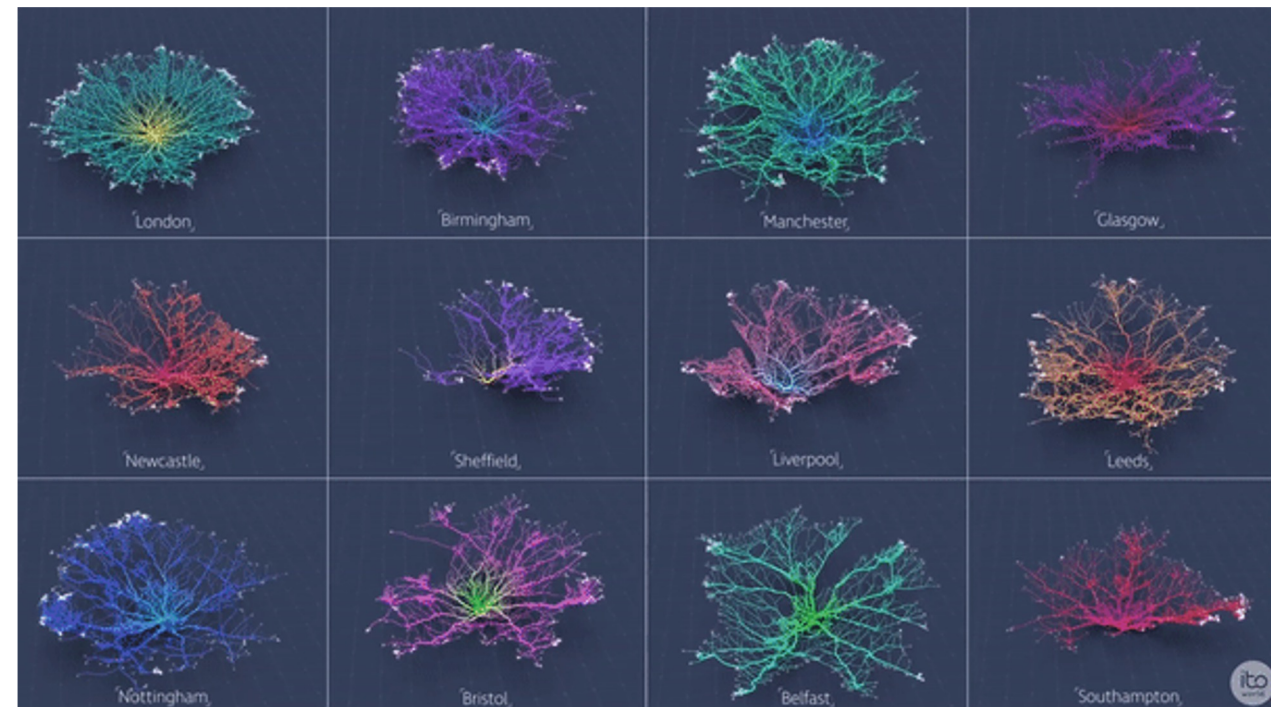 London
Birmingham
Manchester
Glasgow
Newcastle
Sheffield
Liverpool
Leeds
Nottingham
Bristol
Belfast
Southampton
ito
world